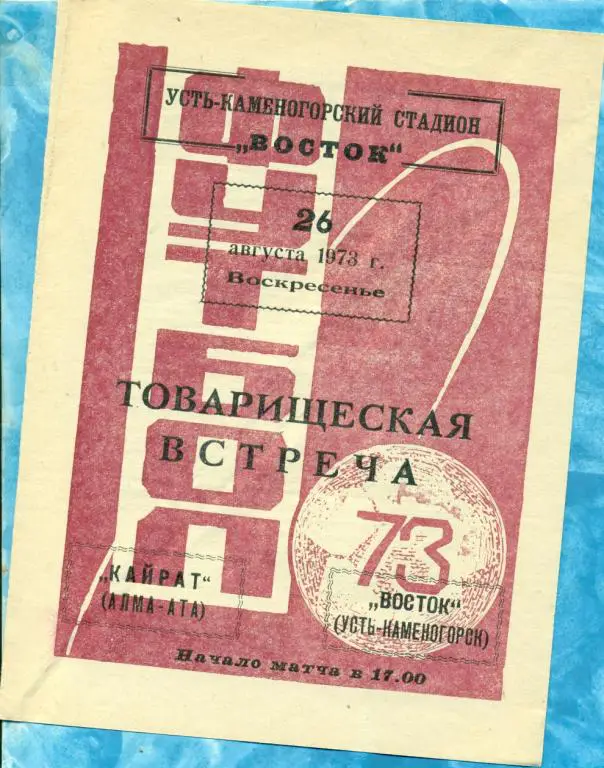 УСТЬ-КАМЕНОГОРСКИЙ СТАДИОН
„ВОСТОК"
26
августа 1973 г.
Воскресенье
ФУТБОЛ
ТОВАРИЩЕСКАЯ
ВСТРЕЧА
73
„КАЙРАТ"
(АЛМА-АТА)
„ВОСТОК"
(УСТЬ-КАМЕНОГОРСК)
Начало матча в 17.00